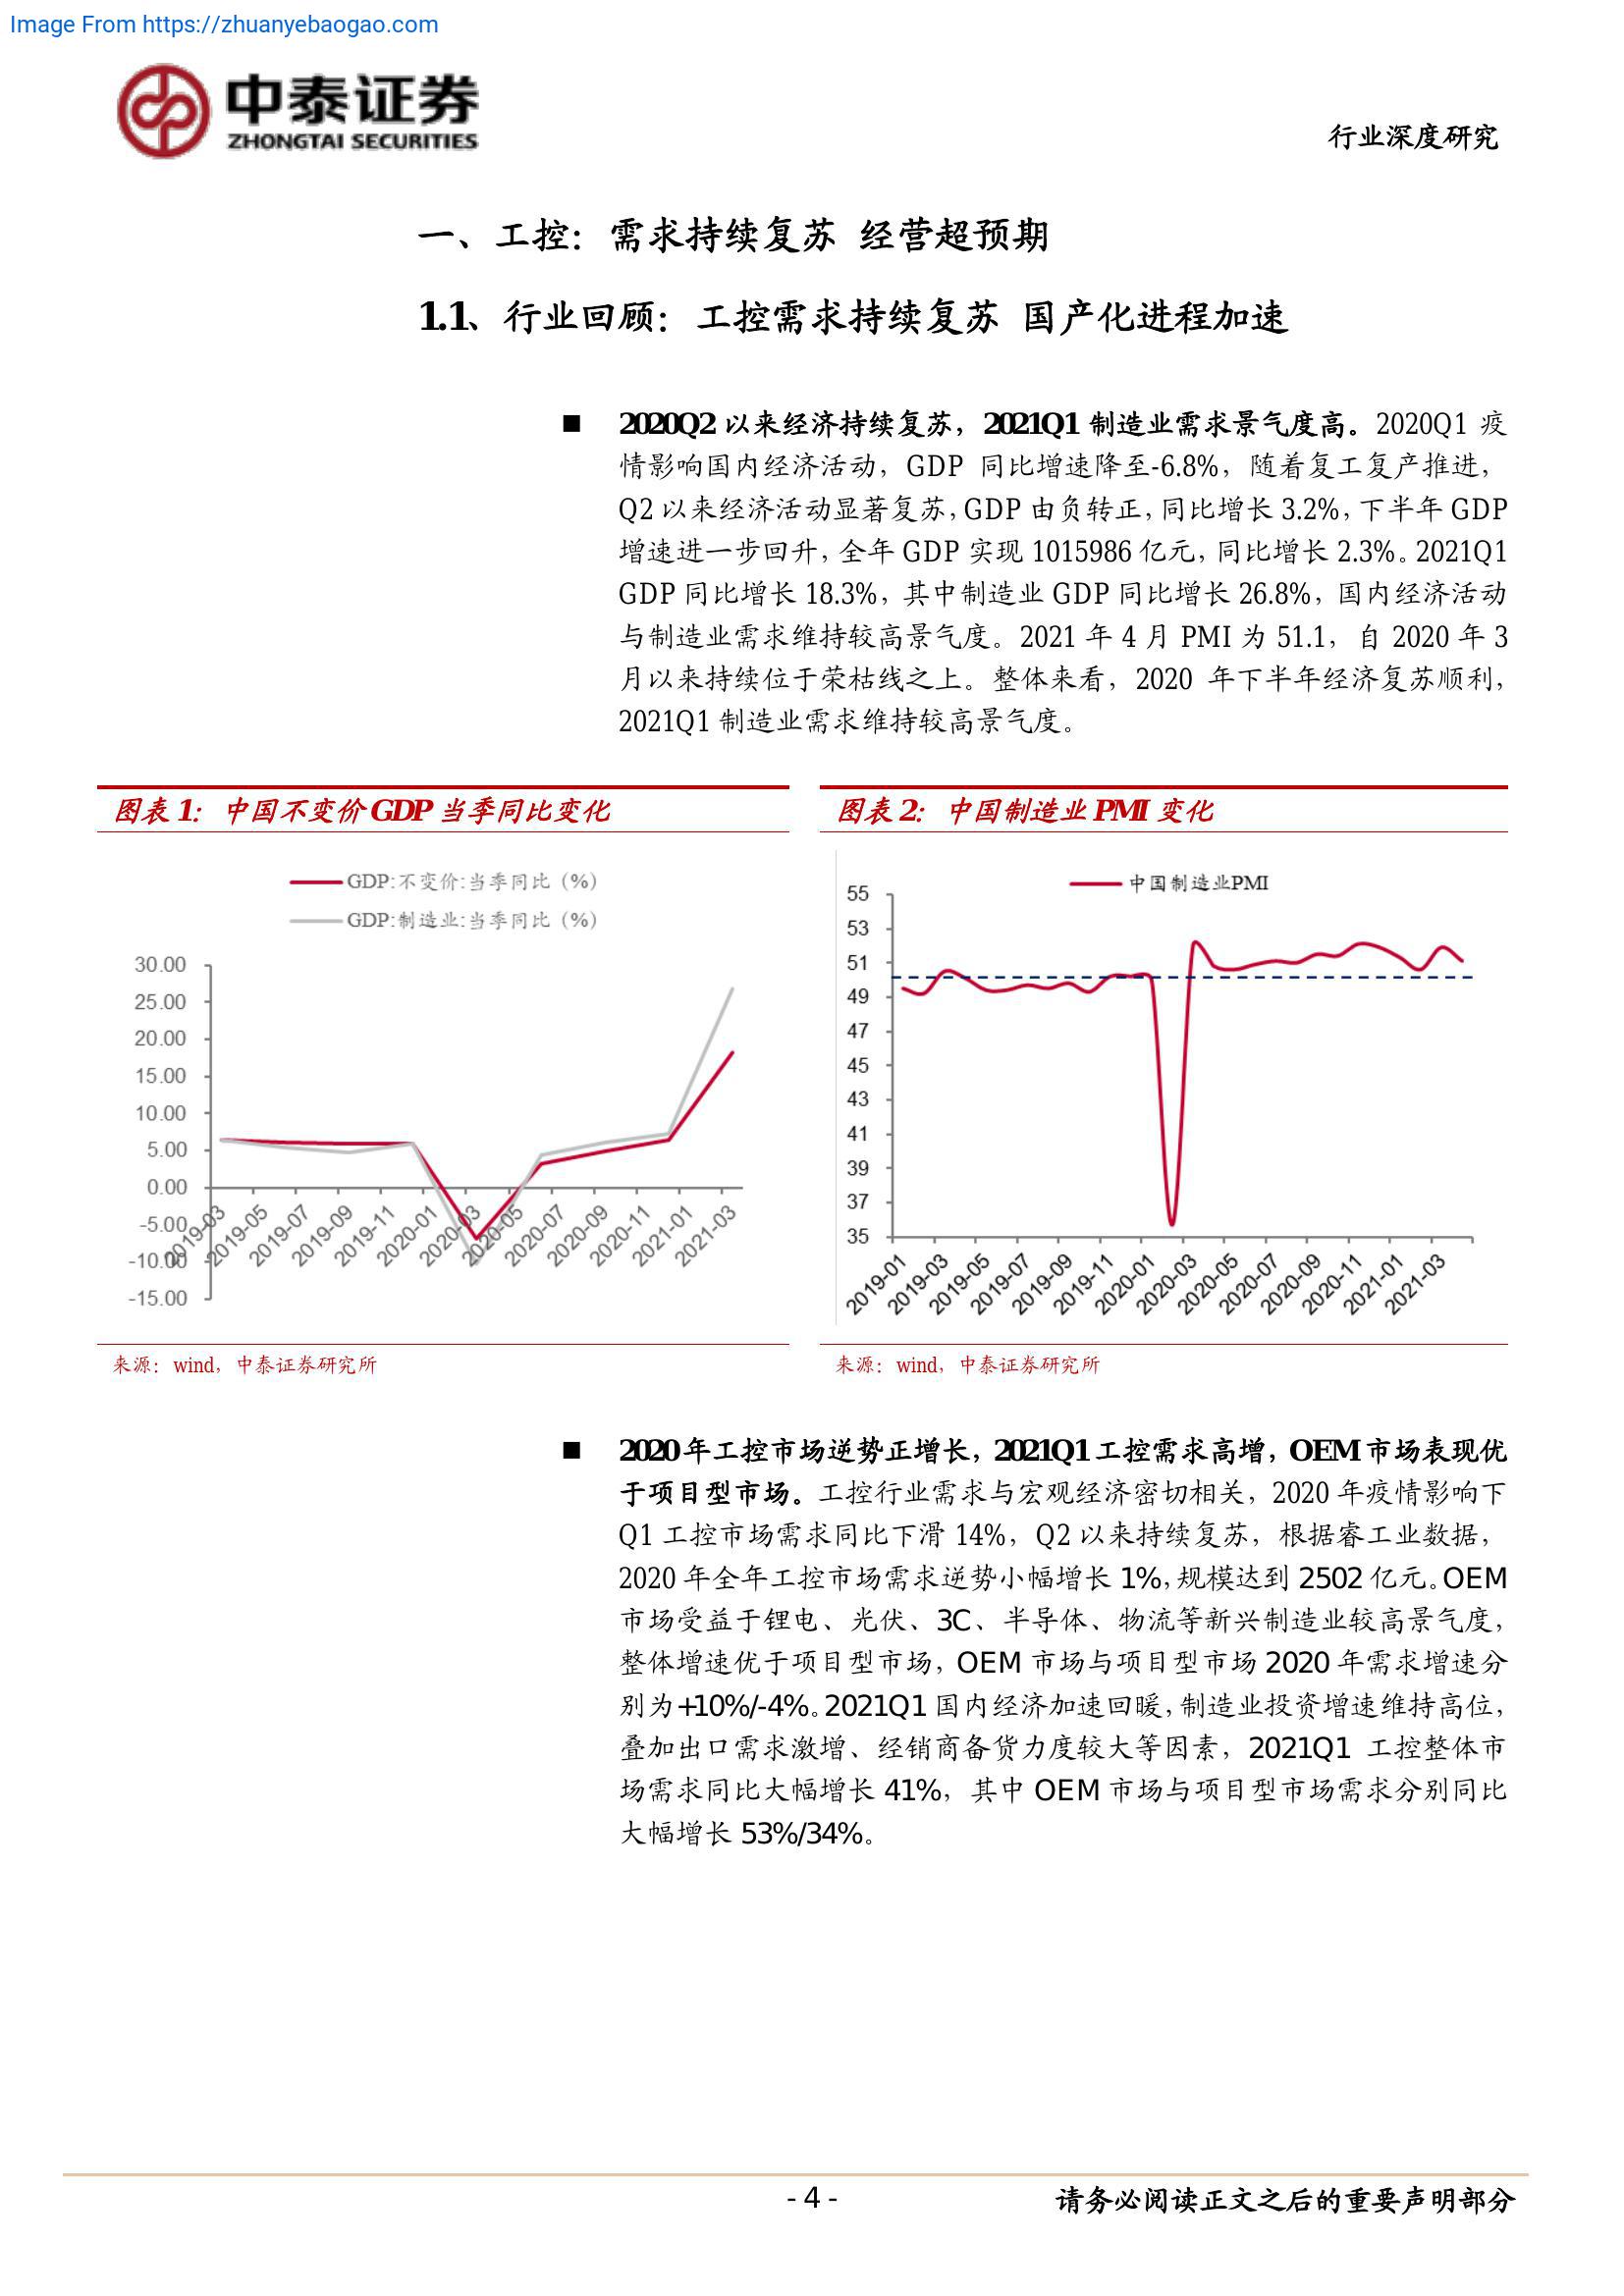 Image From https://zhuanyebaogao.com
中泰证券
ZHONGTAI SECURITIES
行业深度研究
一、工控：需求持续复苏 经营超预期
1.1、行业回顾：工控需求持续复苏 国产化进程加速
■ 2020Q2 以来经济持续复苏，2021Q1 制造业需求景气度高。2020Q1 疫
情影响国内经济活动，GDP 同比增速降至-6.8%，随着复工复产推进，
Q2 以来经济活动显著复苏，GDP 由负转正，同比增长 3.2%，下半年 GDP
增速进一步回升，全年 GDP 实现 1015986 亿元，同比增长 2.3%。2021Q1
GDP 同比增长 18.3%，其中制造业 GDP 同比增长 26.8%，国内经济活动
与制造业需求维持较高景气度。2021 年 4 月 PMI 为 51.1，自 2020 年 3
月以来持续位于荣枯线之上。整体来看，2020 年下半年经济复苏顺利，
2021Q1 制造业需求维持较高景气度。
图表 1：中国不变价 GDP 当季同比变化
GDP:不变价:当季同比（%）
GDP:制造业:当季同比（%）
30.00
25.00
20.00
15.00
10.00
5.00
0.00
-5.00
-10.00
-15.00
2019-03
2019-05
2019-07
2019-09
2019-11
2020-01
2020-03
2020-05
2020-07
2020-09
2020-11
2021-01
2021-03
来源：wind，中泰证券研究所
图表 2：中国制造业 PMI 变化
中国制造业PMI
55
53
51
49
47
45
43
41
39
37
35
2019-01
2019-03
2019-05
2019-07
2019-09
2019-11
2020-01
2020-03
2020-05
2020-07
2020-09
2020-11
2021-01
2021-03
来源：wind，中泰证券研究所
■ 2020 年工控市场逆势正增长，2021Q1 工控需求高增，OEM 市场表现优
于项目型市场。工控行业需求与宏观经济密切相关，2020 年疫情影响下
Q1 工控市场需求同比下滑 14%，Q2 以来持续复苏，根据睿工业数据，
2020 年全年工控市场需求逆势小幅增长 1%，规模达到 2502 亿元。OEM
市场受益于锂电、光伏、3C、半导体、物流等新兴制造业较高景气度，
整体增速优于项目型市场，OEM 市场与项目型市场 2020 年需求增速分
别为+10%/-4%。2021Q1 国内经济加速回暖，制造业投资增速维持高位，
叠加出口需求激增、经销商备货力度较大等因素，2021Q1 工控整体市
场需求同比大幅增长 41%，其中 OEM 市场与项目型市场需求分别同比
大幅增长 53%/34%。
- 4 -
请务必阅读正文之后的重要声明部分